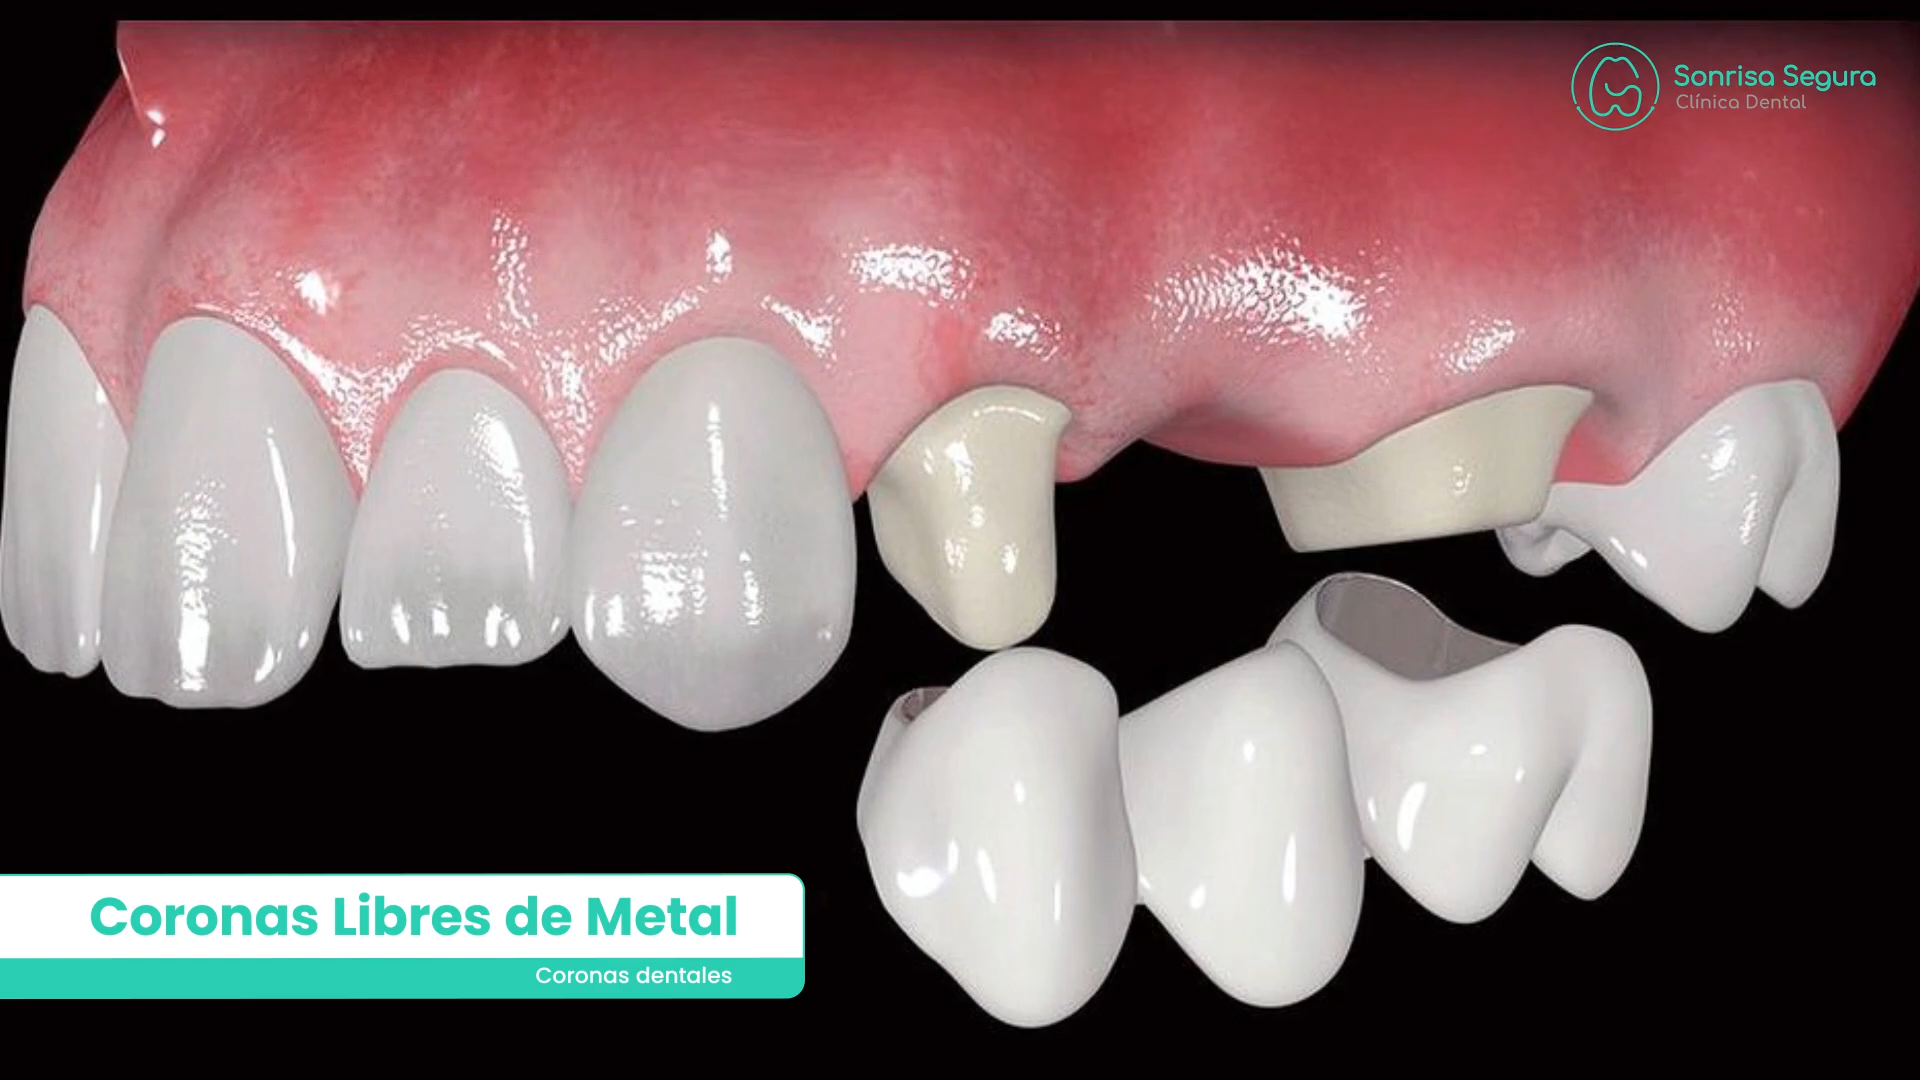 Sonrisa Segura
Clínica Dental
Coronas Libres de Metal
Coronas dentales